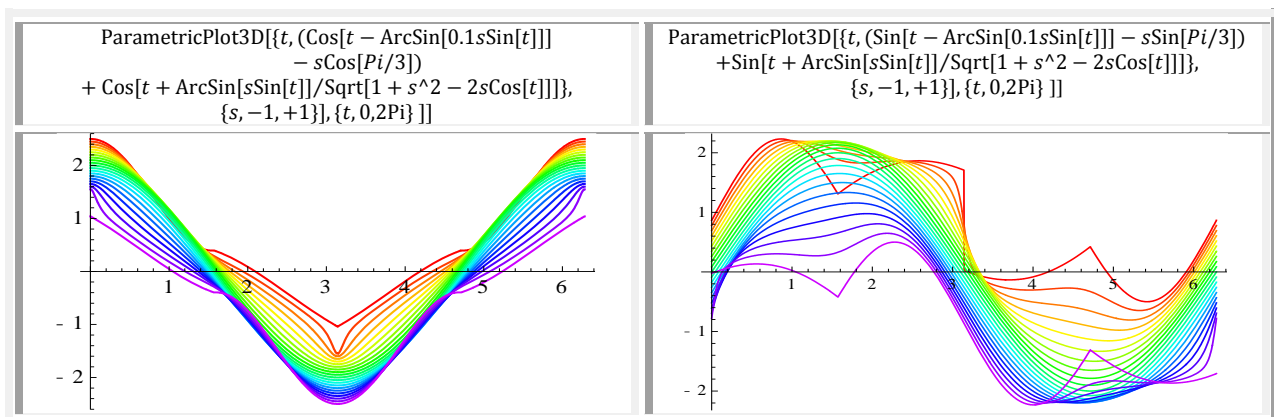 ParametricPlot3D[{t, (Cos[t − ArcSin[0.1sSin[t]]]
− sCos[Pi/3])
+ Cos[t + ArcSin[sSin[t]]/Sqrt[1 + s^2 − 2sCos[t]]]},
{s, −1, +1}], {t, 0,2Pi} ]]
ParametricPlot3D[{t, (Sin[t − ArcSin[0.1sSin[t]]] − sSin[Pi/3])
+Sin[t + ArcSin[sSin[t]]/Sqrt[1 + s^2 − 2sCos[t]]]},
{s, −1, +1}], {t, 0,2Pi} ]]
2
1
- 1
- 2
1 2 3 4 5 6
2
1
- 1
- 2
1 2 3 4 5 6